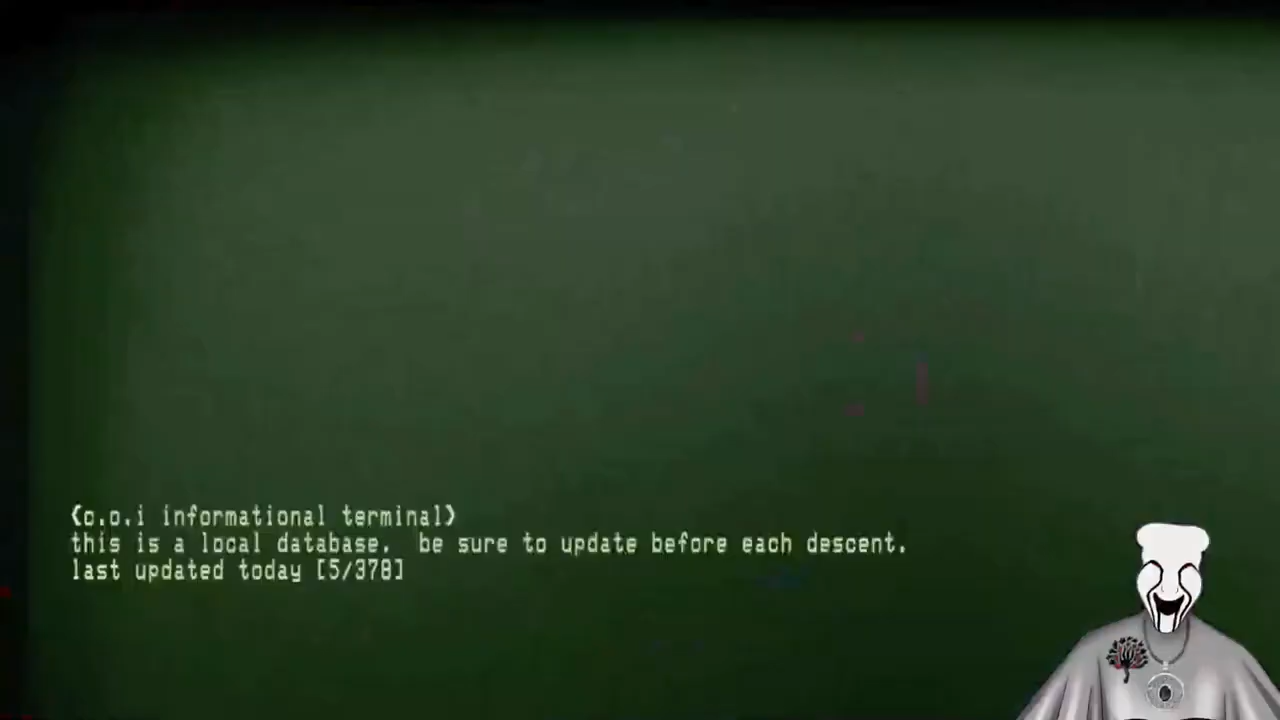 <c.o.i informational terminal>
this is a local database.  be sure to update before each descent.
last updated today [5/378]